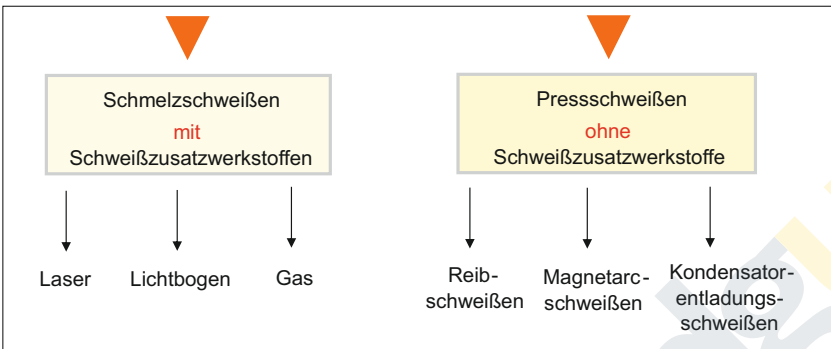 Schmelzschweißen
mit
Schweißzusatzwerkstoffen
Pressschweißen
ohne
Schweißzusatzwerkstoffe
Laser
Lichtbogen
Gas
Reib-
schweißen
Magnetarc-
schweißen
Kondensator-
entladungs-
schweißen